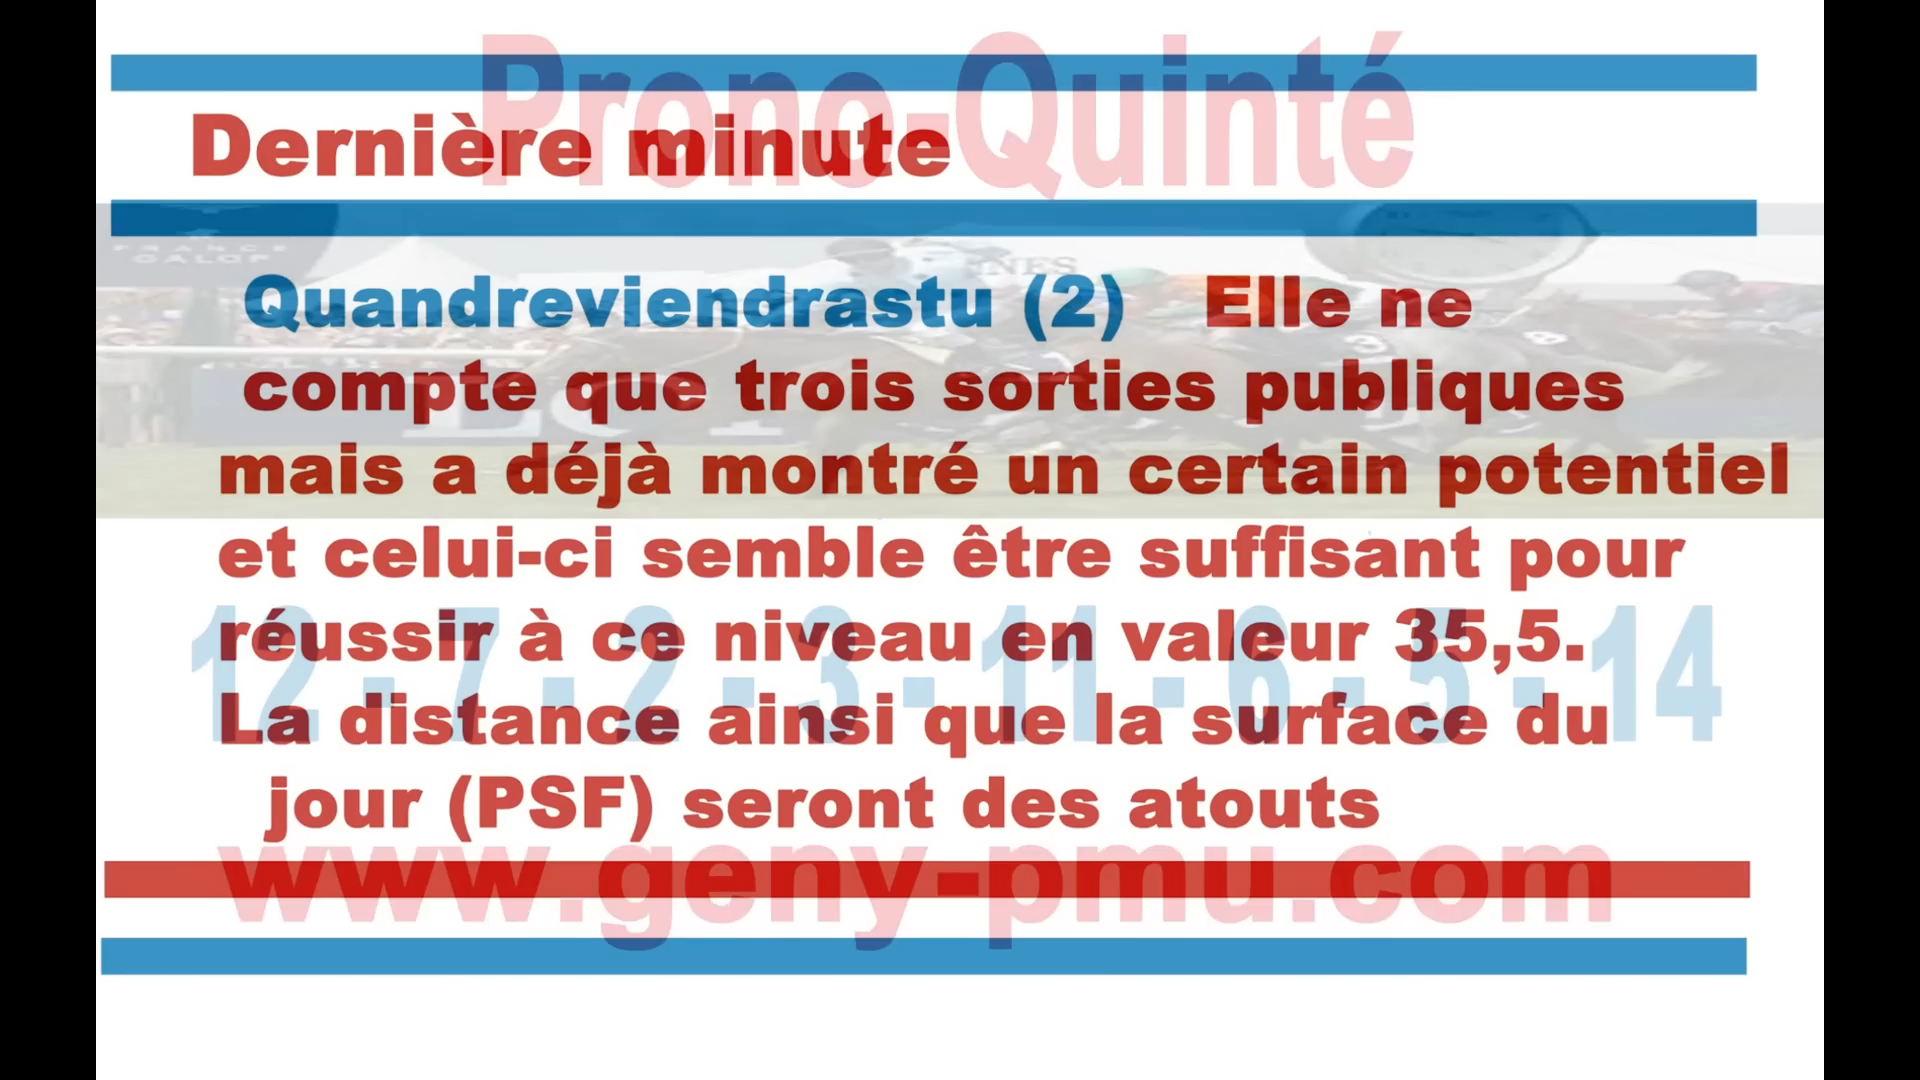 Prono-Quinté
Dernière minute
FRANCE
GALOP
Quandreviendrastu (2) Elle ne
compte que trois sorties publiques
mais a déjà montré un certain potentiel
et celui-ci semble être suffisant pour
réussir à ce niveau en valeur 35,5.
12 - 7 - 2 - 3 - 11 - 6 - 5 - 14
La distance ainsi que la surface du
jour (PSF) seront des atouts
www.geny-pmu.com